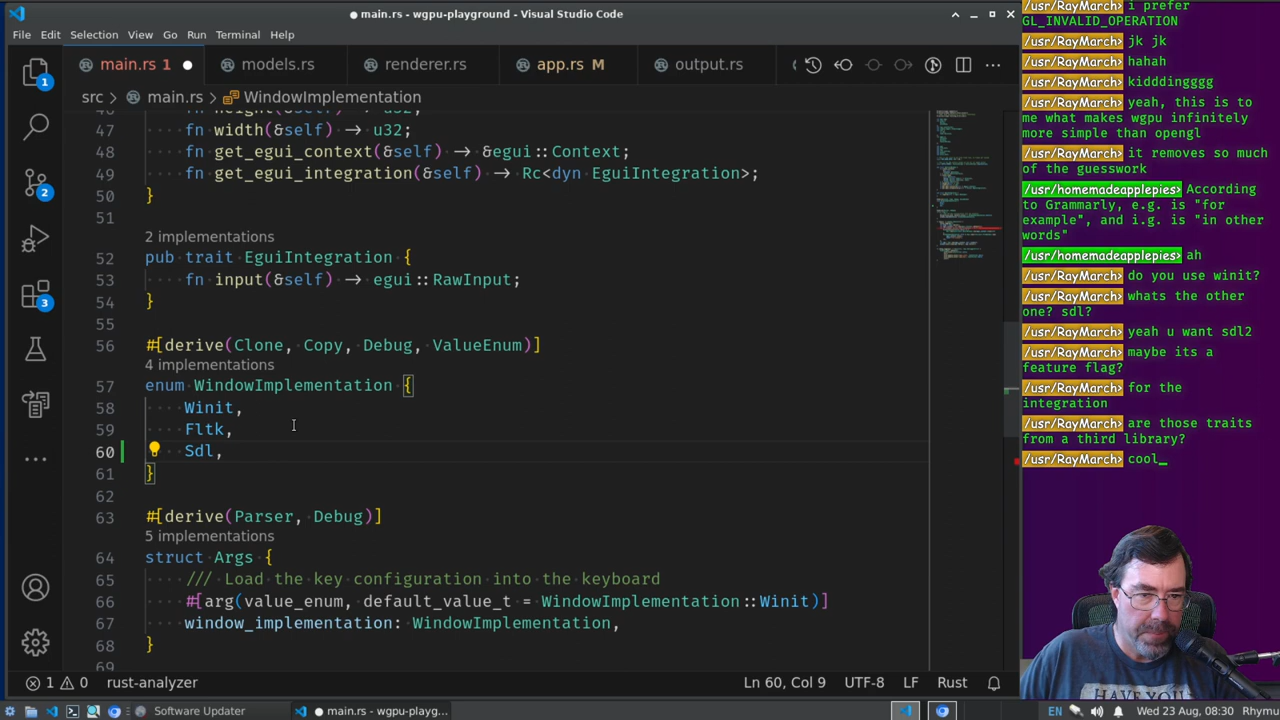 main.rs - wgpu-playground - Visual Studio Code
File Edit Selection View Go Run Terminal Help
main.rs 1 models.rs renderer.rs app.rs M output.rs
src > main.rs > WindowImplementation
47 fn width(&self) -> u32;
48 fn get_egui_context(&self) -> &egui::Context;
49 fn get_egui_integration(&self) -> Rc<dyn EguiIntegration>;
50 }
51
2 implementations
52 pub trait EguiIntegration {
53 fn input(&self) -> egui::RawInput;
54 }
55
56 #[derive(Clone, Copy, Debug, ValueEnum)]
4 implementations
57 enum WindowImplementation {
58 Winit,
59 Fltk,
60 Sdl,
61 }
62
63 #[derive(Parser, Debug)]
5 implementations
64 struct Args {
65 /// Load the key configuration into the keyboard
66 #[arg(value_enum, default_value_t = WindowImplementation::Winit)]
67 window_implementation: WindowImplementation,
68 }
69
1
2
3
1 0 rust-analyzer Ln 60, Col 9 UTF-8 LF Rust
Software Updater main.rs - wgpu-playg... EN Wed 23 Aug, 08:30 Rhymu
i prefer
GL_INVALID_OPERATION
/usr/RayMarch> jk jk
/usr/RayMarch> hahah
/usr/RayMarch> kidddingggg
/usr/RayMarch> yeah, this is to
me what makes wgpu infinitely
more simple than opengl
/usr/RayMarch> it removes so much
of the guesswork
/usr/homemadeapplepies> According
to Grammarly, e.g. is "for
example", and i.g. is "in other
words"
/usr/homemadeapplepies> ah
/usr/RayMarch> do you use winit?
/usr/RayMarch> whats the other
one? sdl?
/usr/RayMarch> yeah u want sdl2
/usr/RayMarch> maybe its a
feature flag?
/usr/RayMarch> for the
integration
/usr/RayMarch> are those traits
from a third library?
/usr/RayMarch> cool_
HAVE YOU